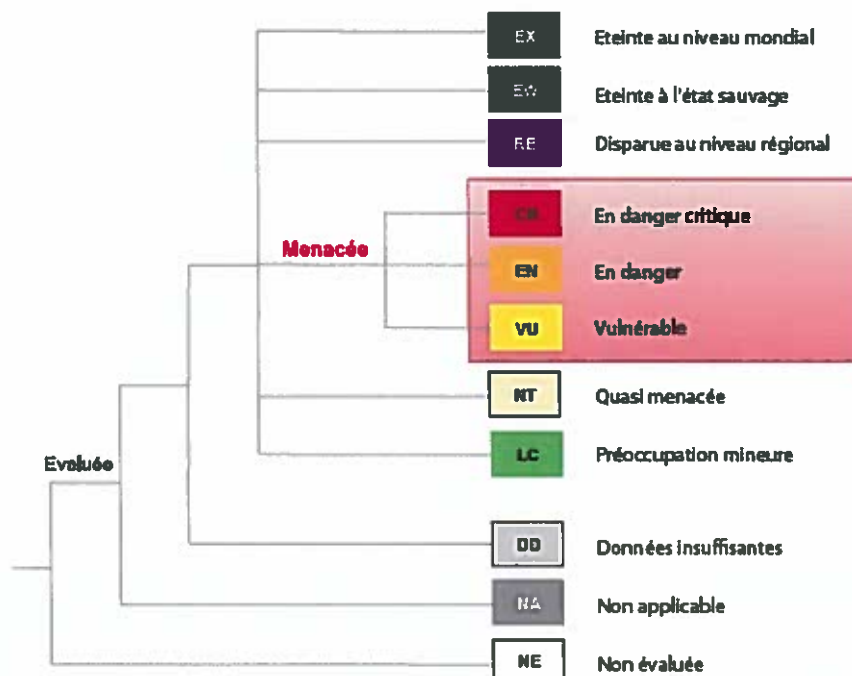 EX Eteinte au niveau mondial
EW Eteinte à l'état sauvage
RE Disparue au niveau régional
CR En danger critique
Menacée
EN En danger
VU Vulnérable
NT Quasi menacée
LC Préoccupation mineure
Evaluée
DD Données insuffisantes
NA Non applicable
NE Non évaluée